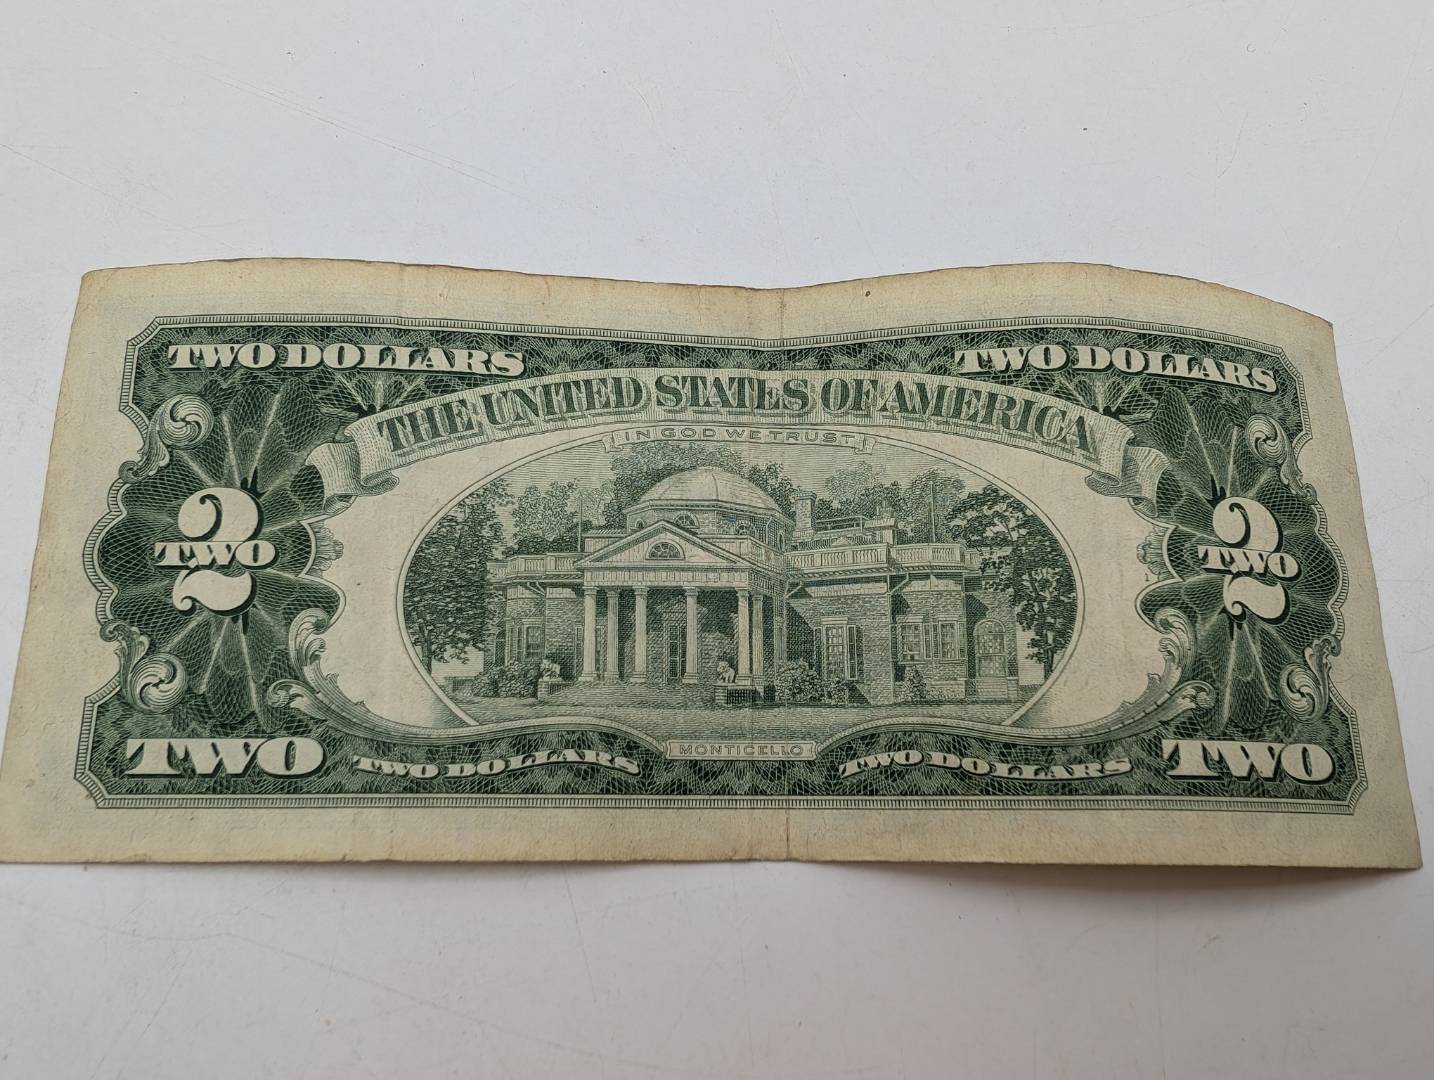 TWO DOLLARS TWO DOLLARS
THE UNITED STATES OF AMERICA
IN GOD WE TRUST
2 TWO 2 TWO
MONTICELLO
TWO TWO DOLLARS TWO DOLLARS TWO